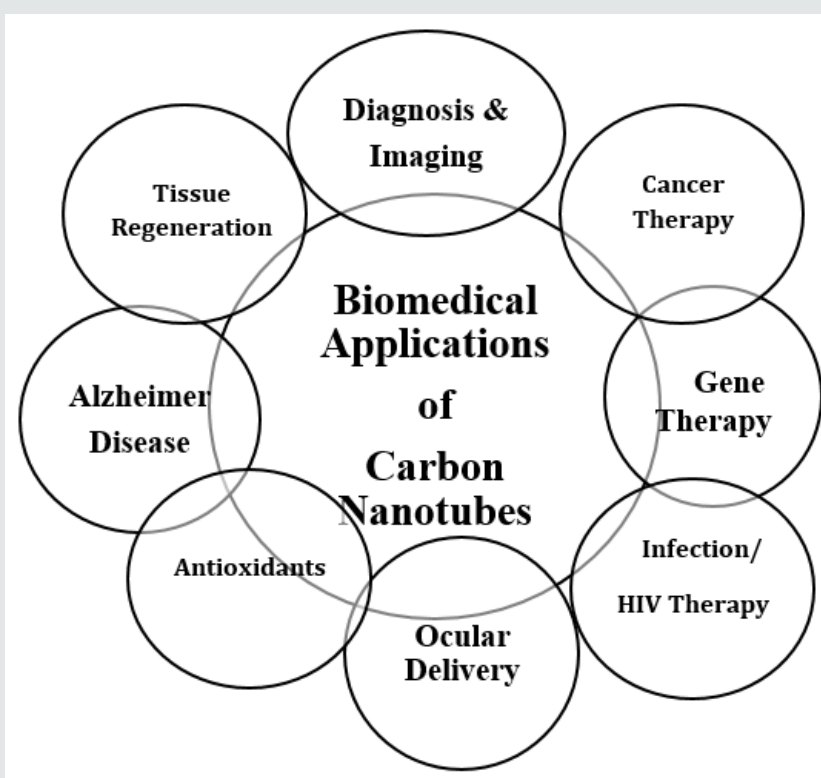 Diagnosis &
Imaging
Cancer
Therapy
Gene
Therapy
Infection/
HIV Therapy
Ocular
Delivery
Antioxidants
Alzheimer
Disease
Tissue
Regeneration
Biomedical
Applications
of
Carbon
Nanotubes